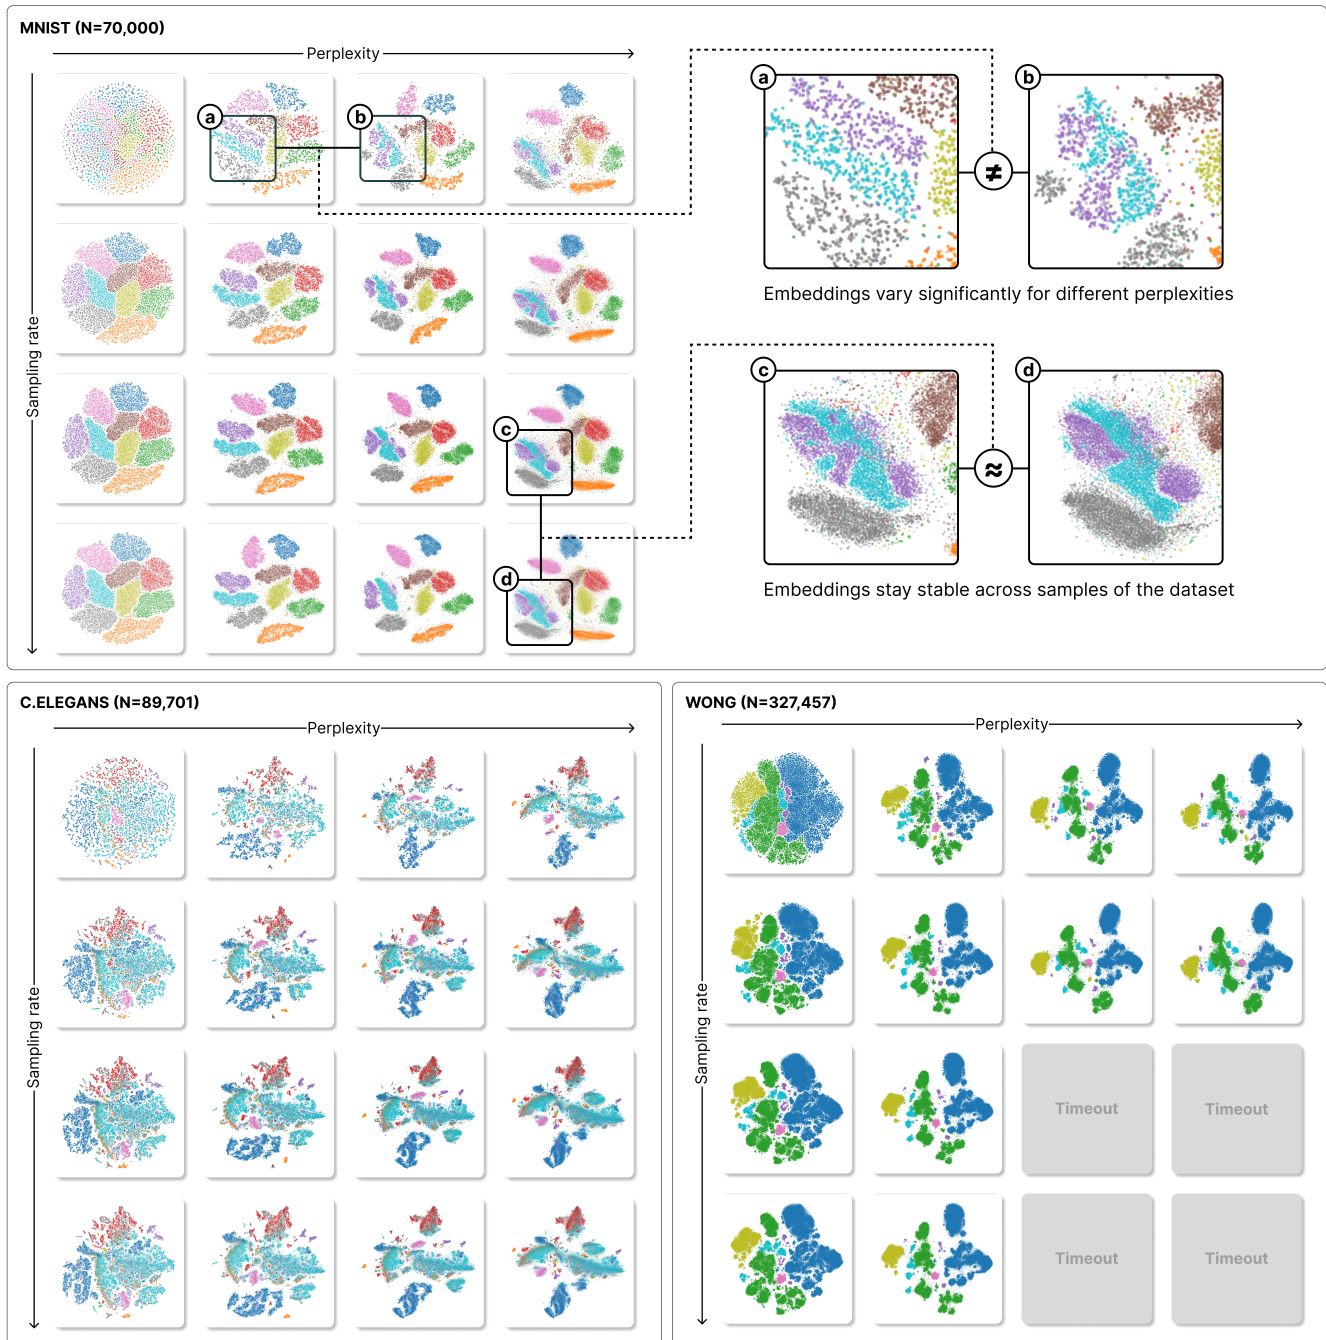 MNIST (N=70,000)
Perplexity
Sampling rate
a
b
c
d
a
≠
b
Embeddings vary significantly for different perplexities
c
≈
d
Embeddings stay stable across samples of the dataset
C.ELEGANS (N=89,701)
Perplexity
Sampling rate
WONG (N=327,457)
Perplexity
Sampling rate
Timeout
Timeout
Timeout
Timeout